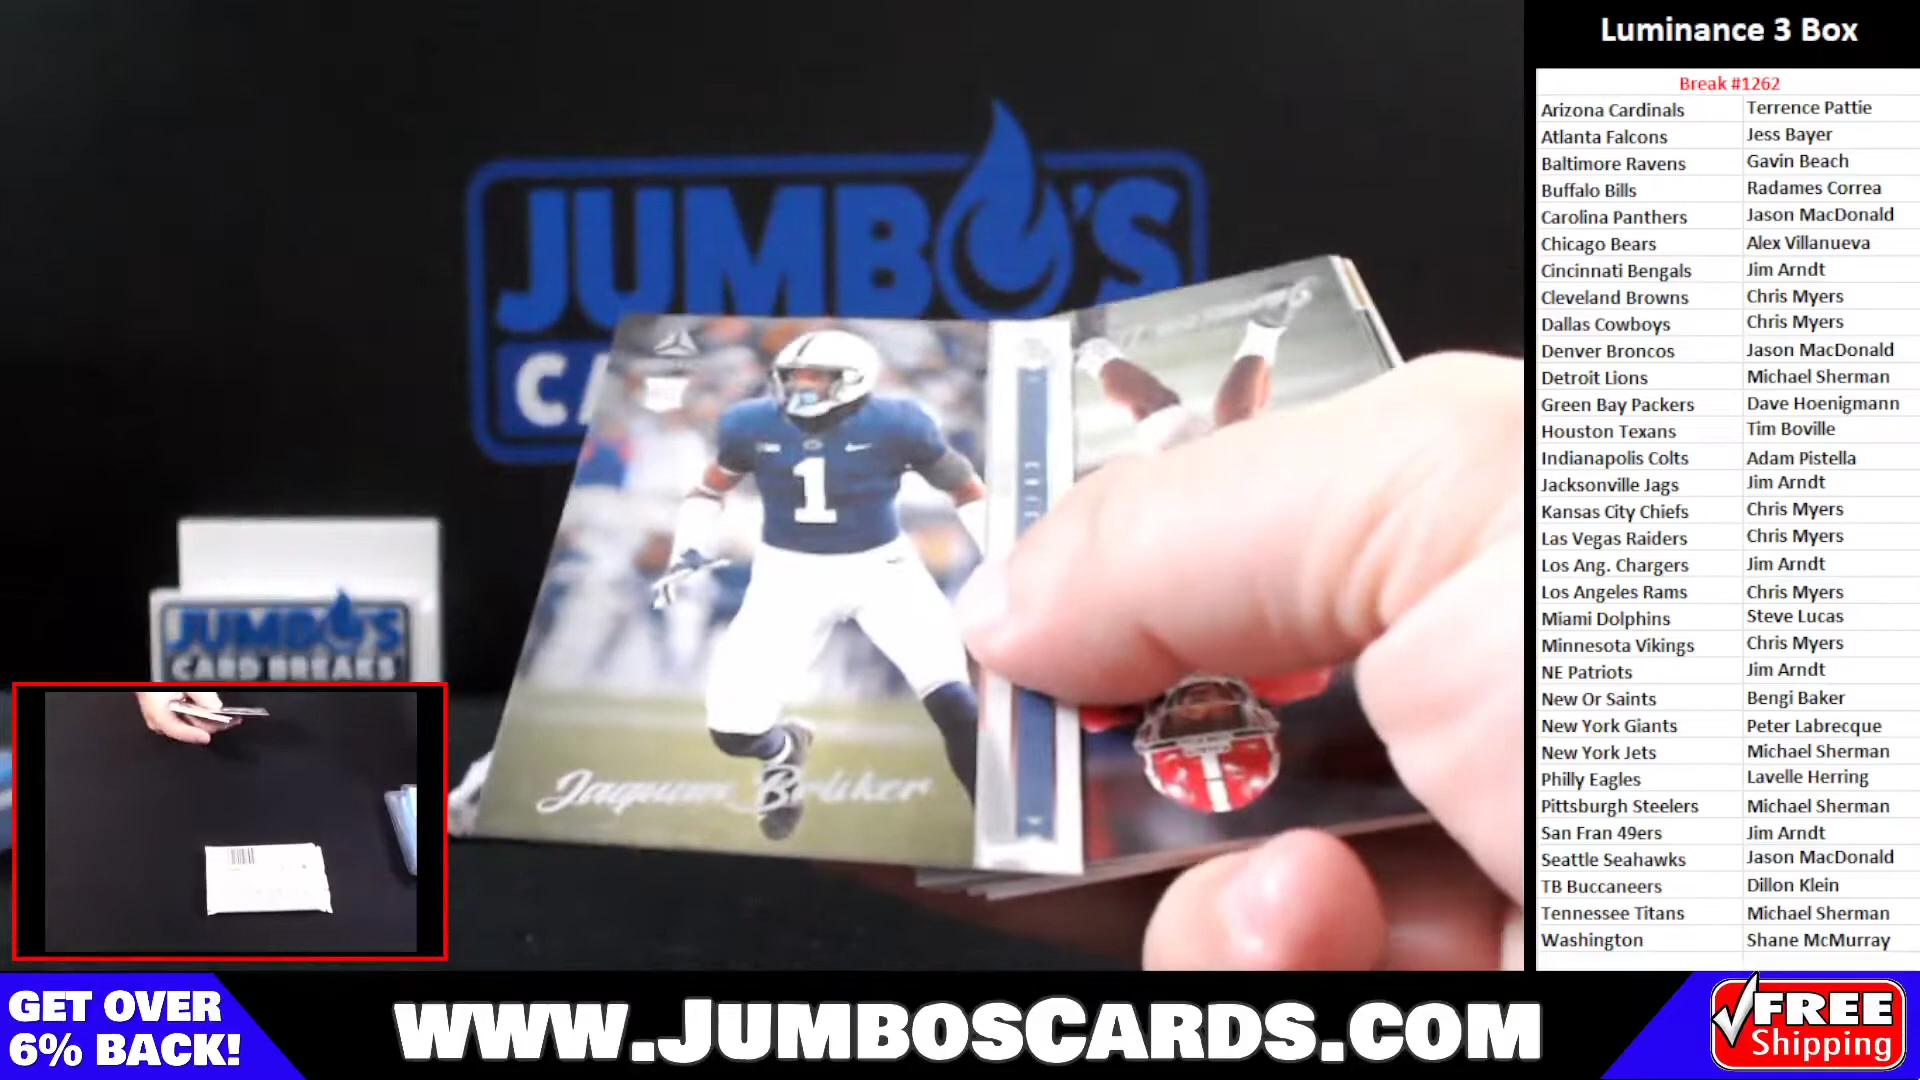 Luminance 3 Box
Break #1262
Arizona Cardinals Terrence Pattie
Atlanta Falcons Jess Bayer
Baltimore Ravens Gavin Beach
Buffalo Bills Radames Correa
Carolina Panthers Jason MacDonald
Chicago Bears Alex Villanueva
Cincinnati Bengals Jim Arndt
Cleveland Browns Chris Myers
Dallas Cowboys Chris Myers
Denver Broncos Jason MacDonald
Detroit Lions Michael Sherman
Green Bay Packers Dave Hoenigmann
Houston Texans Tim Boville
Indianapolis Colts Adam Pistella
Jacksonville Jags Jim Arndt
Kansas City Chiefs Chris Myers
Las Vegas Raiders Chris Myers
Los Ang. Chargers Jim Arndt
Los Angeles Rams Chris Myers
Miami Dolphins Steve Lucas
Minnesota Vikings Chris Myers
NE Patriots Jim Arndt
New Or Saints Bengi Baker
New York Giants Peter Labrecque
New York Jets Michael Sherman
Philly Eagles Lavelle Herring
Pittsburgh Steelers Michael Sherman
San Fran 49ers Jim Arndt
Seattle Seahawks Jason MacDonald
TB Buccaneers Dillon Klein
Tennessee Titans Michael Sherman
Washington Shane McMurray
JUMBO'S
1
Jaquan Brisker
JUMBO'S
CARD BREAKS
GET OVER
6% BACK!
WWW.JUMBOSCARDS.COM
FREE
Shipping